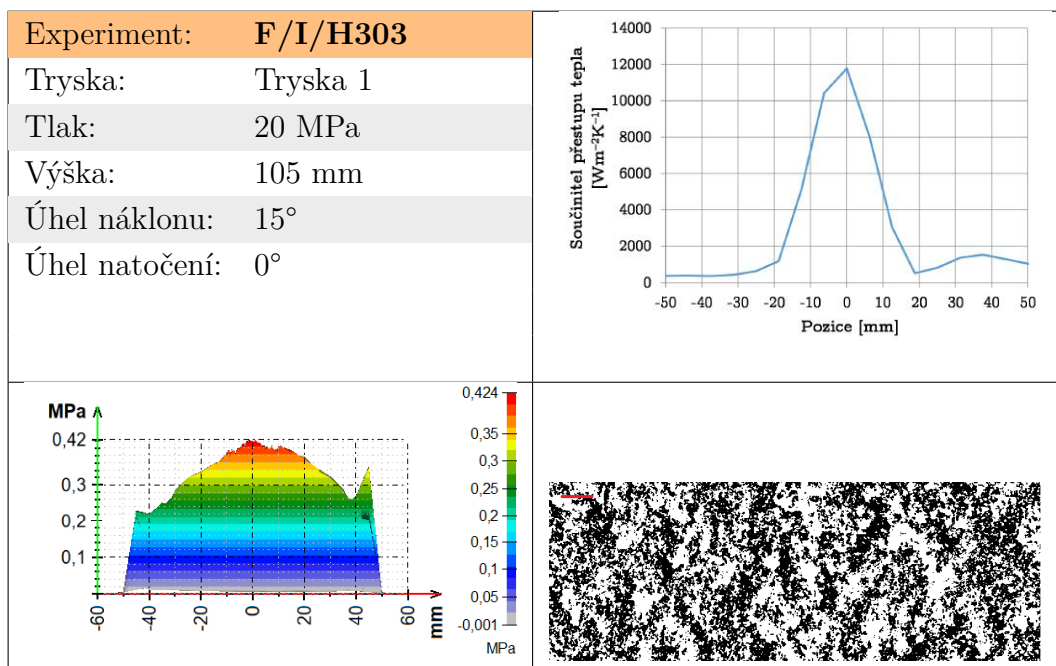 Experiment: F/I/H303
Tryska: Tryska 1
Tlak: 20 MPa
Výška: 105 mm
Úhel náklonu: 15°
Úhel natočení: 0°
Součinitel přestupu tepla
[Wm⁻²K⁻¹]
14000
12000
10000
8000
6000
4000
2000
0
-50 -40 -30 -20 -10 0 10 20 30 40 50
Pozice [mm]
MPa
0,42
0,3
0,2
0,1
-60 -40 -20 0 20 40 60 mm
0,424
0,35
0,3
0,25
0,2
0,15
0,1
0,05
-0,001
MPa